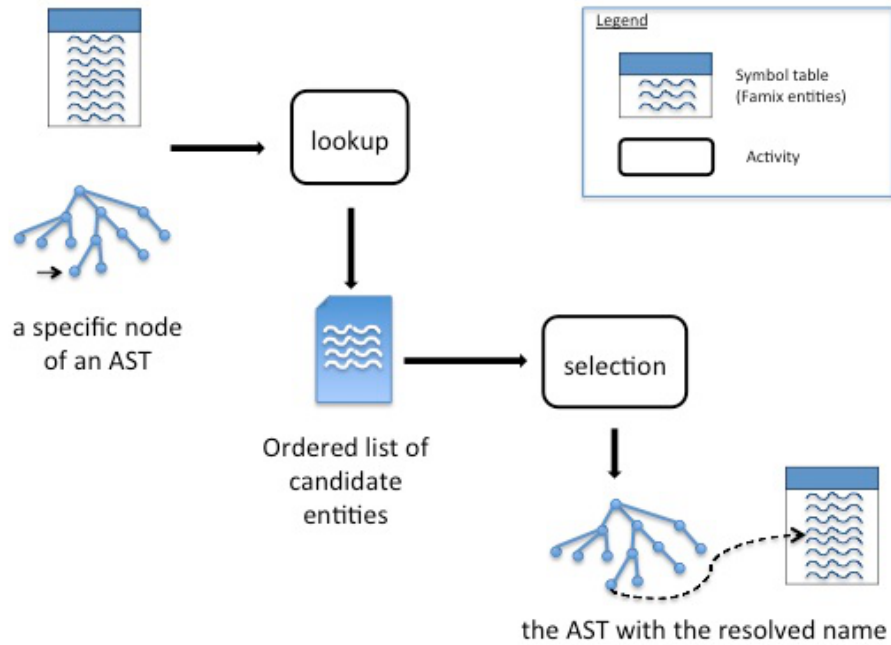 Legend
Symbol table
(Famix entities)
Activity
lookup
a specific node
of an AST
selection
Ordered list of
candidate
entities
the AST with the resolved name